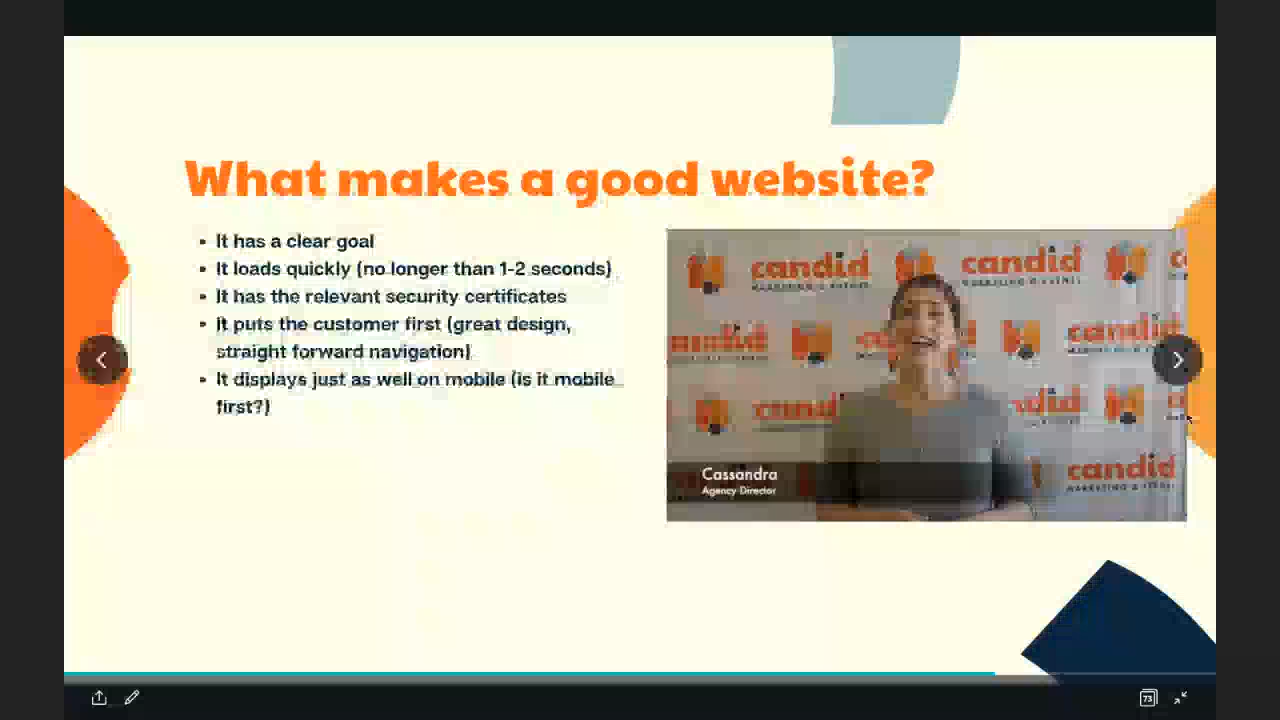 What makes a good website?
• It has a clear goal
• It loads quickly (no longer than 1-2 seconds)
• It has the relevant security certificates
• It puts the customer first (great design,
straight forward navigation)
• It displays just as well on mobile (is it mobile
first?)
candid candid
candid
candid
candid
Cassandra
Agency Director
73